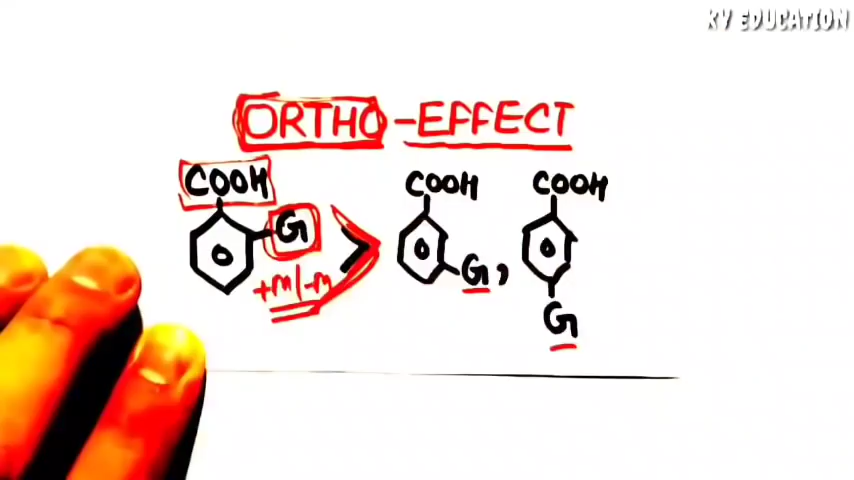 KV EDUCATION
ORTHO-EFFECT
COOH COOH COOH
G > G, G
+M/-M